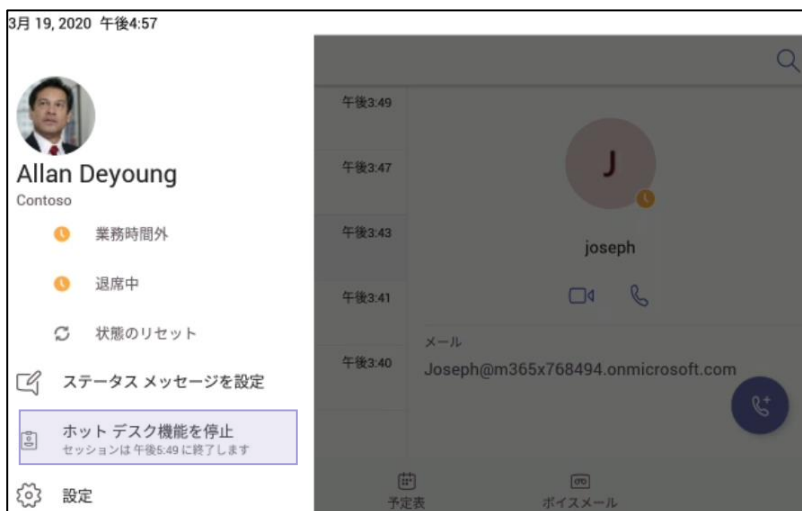 3月 19, 2020 午後4:57
Allan Deyoung
Contoso
業務時間外
退席中
状態のリセット
ステータス メッセージを設定
ホット デスク機能を停止
セッションは 午後5:49 に終了します
設定
午後3:49
午後3:47
午後3:43
午後3:41
午後3:40
J
joseph
メール
Joseph@m365x768494.onmicrosoft.com
予定表
ボイスメール